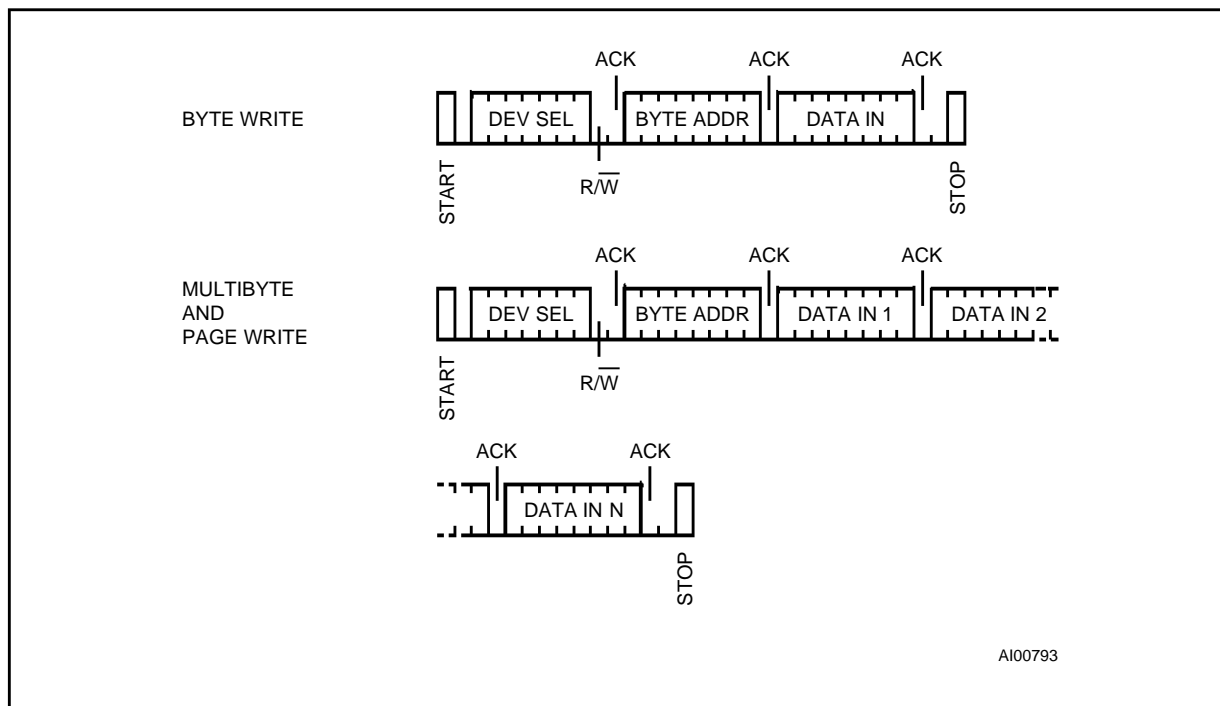 ACK ACK ACK
BYTE WRITE DEV SEL BYTE ADDR DATA IN
R/W̅
START STOP
ACK ACK ACK
MULTIBYTE
AND
PAGE WRITE
DEV SEL BYTE ADDR DATA IN 1 DATA IN 2
R/W̅
START
ACK ACK
DATA IN N
STOP
AI00793